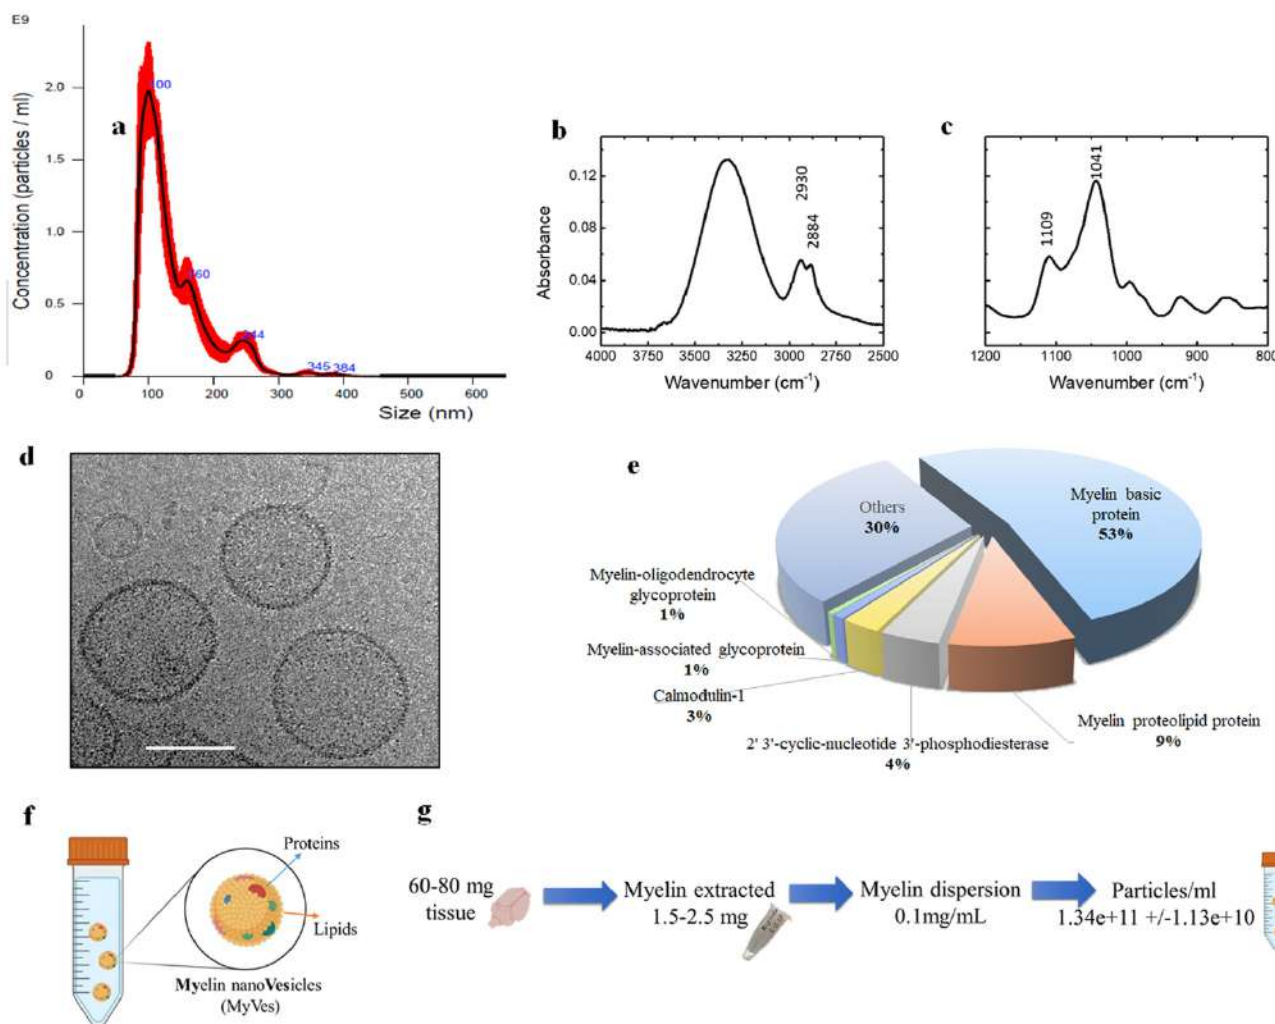 E9
Concentration (particles / ml)
2.0
1.5
1.0
0.5
0
a
100
160
244
345
384
0
100
200
300
400
500
600
Size (nm)
b
Absorbance
0.12
0.08
0.04
0.00
2930
2884
4000
3750
3500
3250
3000
2750
2500
Wavenumber (cm⁻¹)
c
1109
1041
1200
1100
1000
900
800
Wavenumber (cm⁻¹)
d
e
Others
30%
Myelin basic
protein
53%
Myelin-oligodendrocyte
glycoprotein
1%
Myelin-associated glycoprotein
1%
Calmodulin-1
3%
2' 3'-cyclic-nucleotide 3'-phosphodiesterase
4%
Myelin proteolipid protein
9%
f
Proteins
Lipids
Myelin nanoVesicles
(MyVes)
g
60-80 mg
tissue
Myelin extracted
1.5-2.5 mg
Myelin dispersion
0.1mg/mL
Particles/ml
1.34e+11 +/-1.13e+10